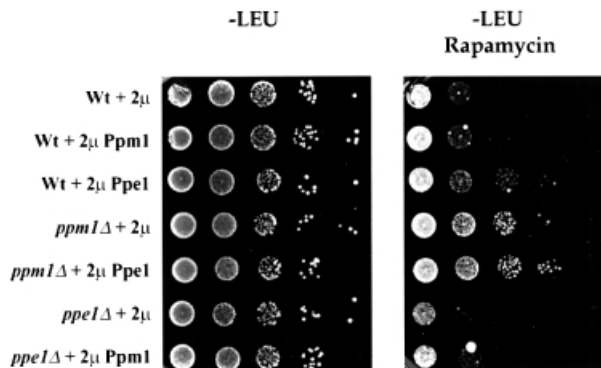 -LEU
-LEU
Rapamycin
Wt + 2μ
Wt + 2μ Ppm1
Wt + 2μ Ppe1
ppm1Δ + 2μ
ppm1Δ + 2μ Ppe1
ppe1Δ + 2μ
ppe1Δ + 2μ Ppm1